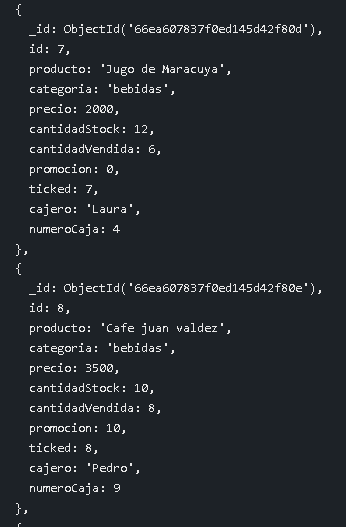 {
_id: ObjectId('66ea607837f0ed145d42f80d'),
id: 7,
producto: 'Jugo de Maracuya',
categoria: 'bebidas',
precio: 2000,
cantidadStock: 12,
cantidadVendida: 6,
promocion: 0,
ticked: 7,
cajero: 'Laura',
numeroCaja: 4
},
{
_id: ObjectId('66ea607837f0ed145d42f80e'),
id: 8,
producto: 'Cafe juan valdez',
categoria: 'bebidas',
precio: 3500,
cantidadStock: 10,
cantidadVendida: 8,
promocion: 10,
ticked: 8,
cajero: 'Pedro',
numeroCaja: 9
},
{